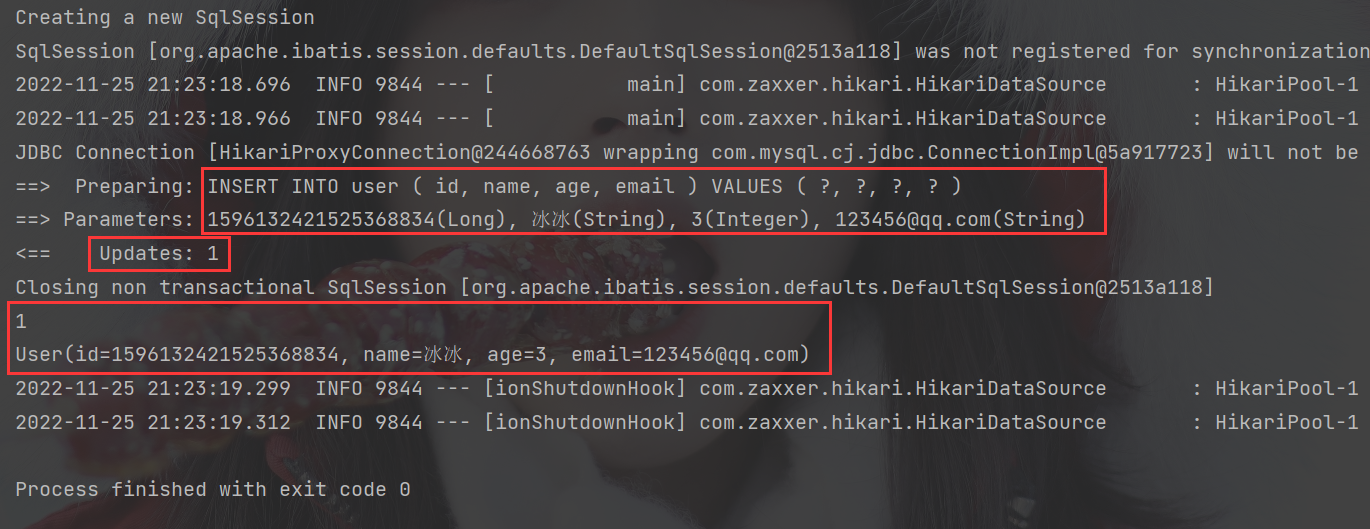 Creating a new SqlSession
SqlSession [org.apache.ibatis.session.defaults.DefaultSqlSession@2513a118] was not registered for synchronization
2022-11-25 21:23:18.696  INFO 9844 --- [           main] com.zaxxer.hikari.HikariDataSource       : HikariPool-1
2022-11-25 21:23:18.966  INFO 9844 --- [           main] com.zaxxer.hikari.HikariDataSource       : HikariPool-1
JDBC Connection [HikariProxyConnection@244668763 wrapping com.mysql.cj.jdbc.ConnectionImpl@5a917723] will not be
==>  Preparing: INSERT INTO user ( id, name, age, email ) VALUES ( ?, ?, ?, ? )
==> Parameters: 1596132421525368834(Long), 冰冰(String), 3(Integer), 123456@qq.com(String)
<==    Updates: 1
Closing non transactional SqlSession [org.apache.ibatis.session.defaults.DefaultSqlSession@2513a118]
1
User(id=1596132421525368834, name=冰冰, age=3, email=123456@qq.com)
2022-11-25 21:23:19.299  INFO 9844 --- [ionShutdownHook] com.zaxxer.hikari.HikariDataSource       : HikariPool-1
2022-11-25 21:23:19.312  INFO 9844 --- [ionShutdownHook] com.zaxxer.hikari.HikariDataSource       : HikariPool-1
Process finished with exit code 0